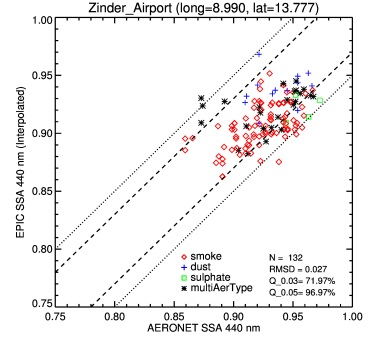 Zinder_Airport (long=8.990, lat=13.777)
1.00
0.95
0.90
0.85
0.80
0.75
EPIC SSA 440 nm (Interpolated)
smoke
dust
sulphate
multiAerType
N = 132
RMSD = 0.027
Q_0.03= 71.97%
Q_0.05= 96.97%
0.75 0.80 0.85 0.90 0.95 1.00
AERONET SSA 440 nm